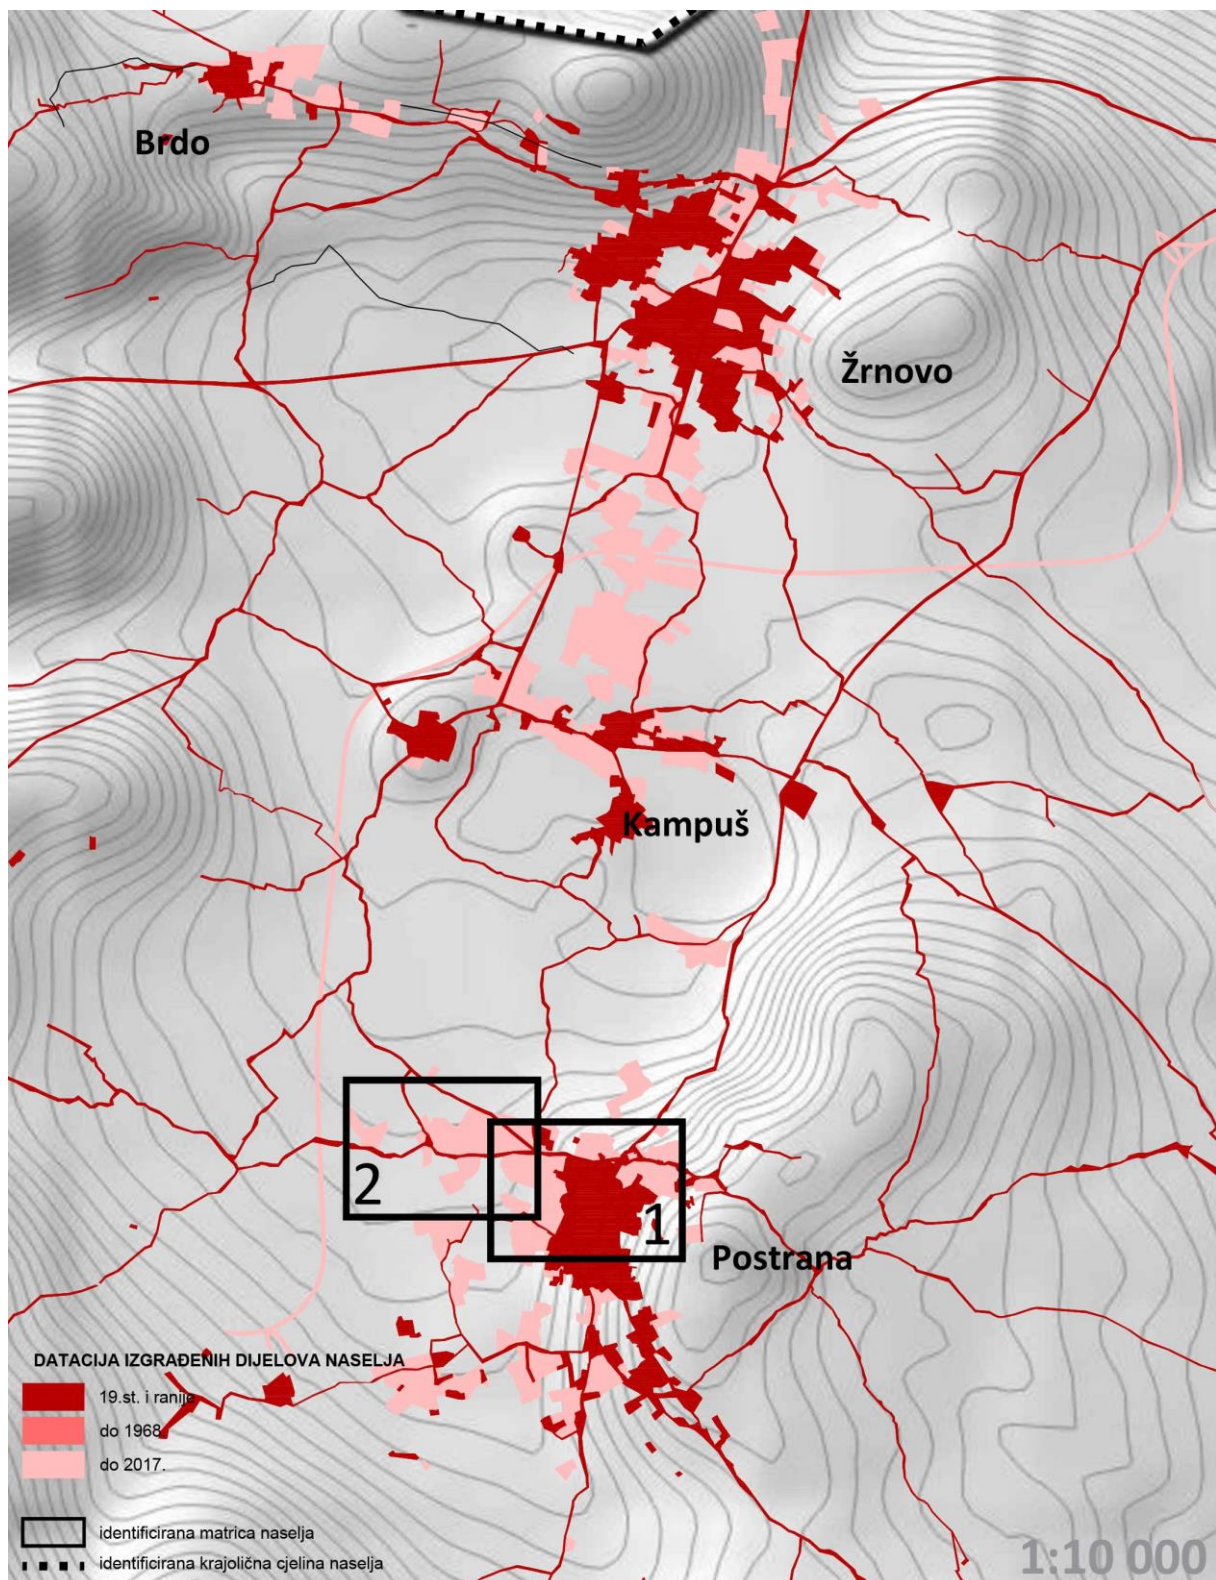 Brdo
Žrnovo
Kampuš
2
1
Postrana
DATACIJA IZGRAĐENIH DIJELOVA NASELJA
19.st. i ranije
do 1968.
do 2017.
identificirana matrica naselja
identificirana krajolična cjelina naselja
1:10 000